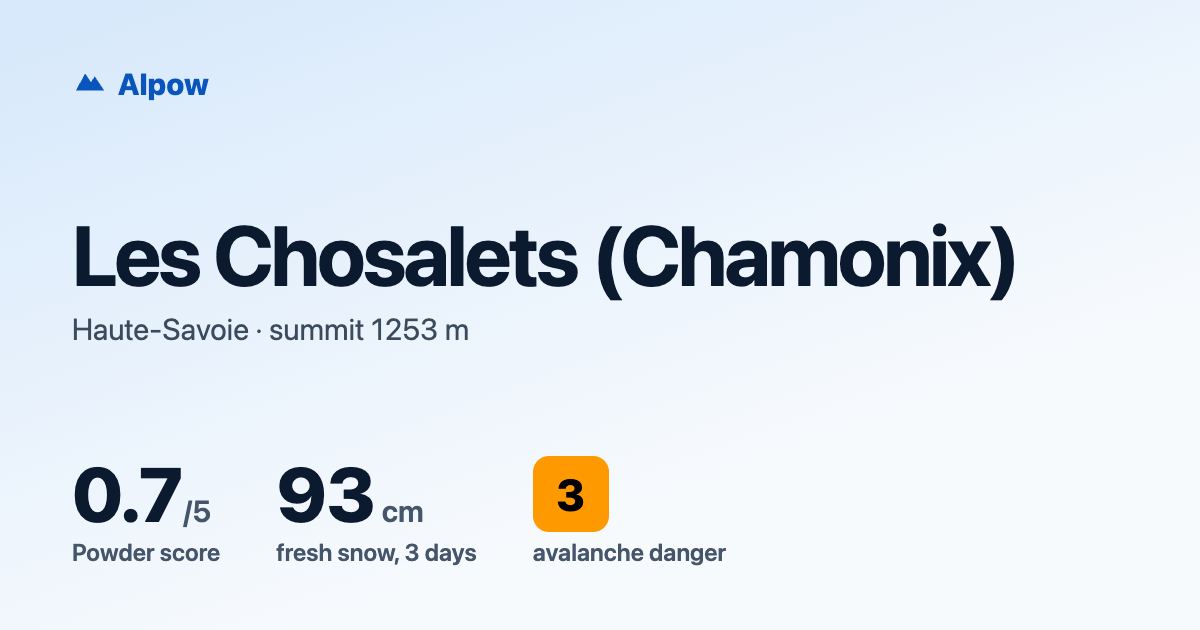 Alpow
Les Chosalets (Chamonix)
Haute-Savoie · summit 1253 m
0.7/5
Powder score
93 cm
fresh snow, 3 days
3
avalanche danger